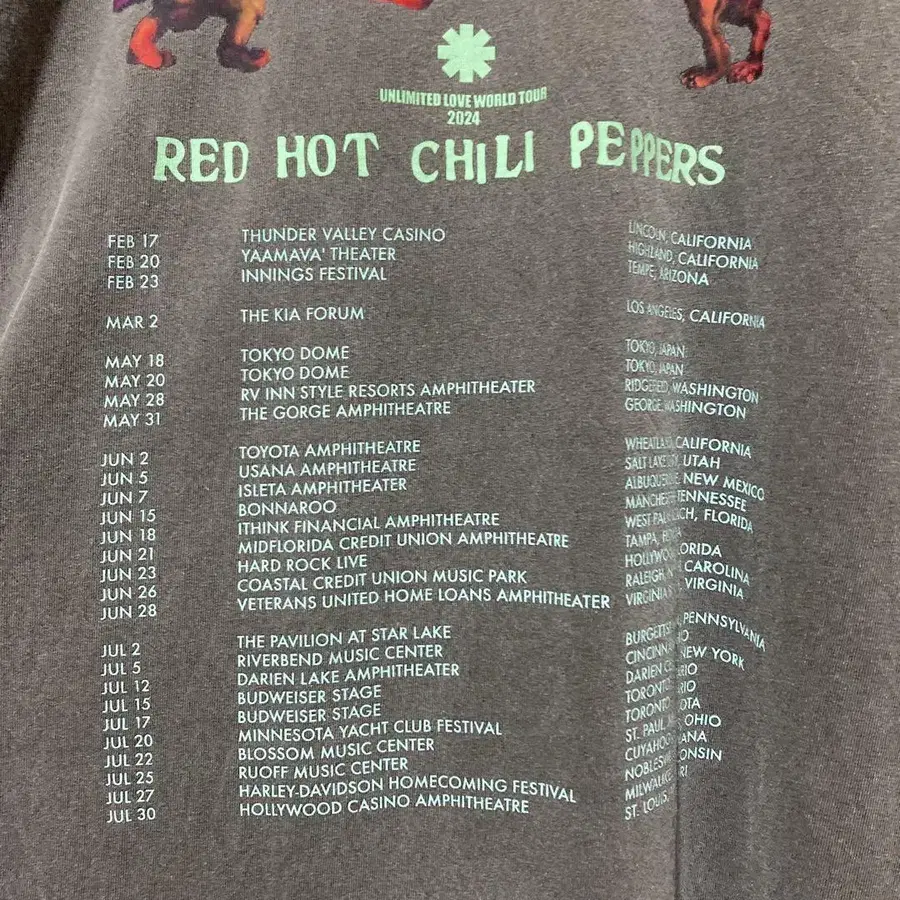 UNLIMITED LOVE WORLD TOUR
2024
RED HOT CHILI PEPPERS
FEB 17 THUNDER VALLEY CASINO LINCOLN, CALIFORNIA
FEB 20 YAAMAVA' THEATER HIGHLAND, CALIFORNIA
FEB 23 INNINGS FESTIVAL TEMPE, ARIZONA
MAR 2 THE KIA FORUM LOS ANGELES, CALIFORNIA
MAY 18 TOKYO DOME TOKYO, JAPAN
MAY 20 TOKYO DOME TOKYO, JAPAN
MAY 28 RV INN STYLE RESORTS AMPHITHEATER RIDGEFIELD, WASHINGTON
MAY 31 THE GORGE AMPHITHEATRE GEORGE, WASHINGTON
JUN 2 TOYOTA AMPHITHEATRE WHEATLAND, CALIFORNIA
JUN 5 USANA AMPHITHEATRE SALT LAKE UTAH
JUN 7 ISLETA AMPHITHEATER ALBUQUERQUE, NEW MEXICO
JUN 15 BONNAROO MANCHESTER, TENNESSEE
JUN 18 ITHINK FINANCIAL AMPHITHEATRE WEST FLORIDA
JUN 21 MIDFLORIDA CREDIT UNION AMPHITHEATRE TAMPA,
JUN 23 HARD ROCK LIVE
JUN 26 COASTAL CREDIT UNION MUSIC PARK RALEIGH, CAROLINA
JUN 28 VETERANS UNITED HOME LOANS AMPHITHEATER VIRGINIA
JUL 2 THE PAVILION AT STAR LAKE PENNSYLVANIA
JUL 5 RIVERBEND MUSIC CENTER
JUL 12 DARIEN LAKE AMPHITHEATER DARIEN NEW YORK
JUL 15 BUDWEISER STAGE
JUL 17 BUDWEISER STAGE
JUL 20 MINNESOTA YACHT CLUB FESTIVAL ST. PAUL,
JUL 22 BLOSSOM MUSIC CENTER OHIO
JUL 25 RUOFF MUSIC CENTER
JUL 27 HARLEY-DAVIDSON HOMECOMING FESTIVAL
JUL 30 HOLLYWOOD CASINO AMPHITHEATRE ST. LOUIS,